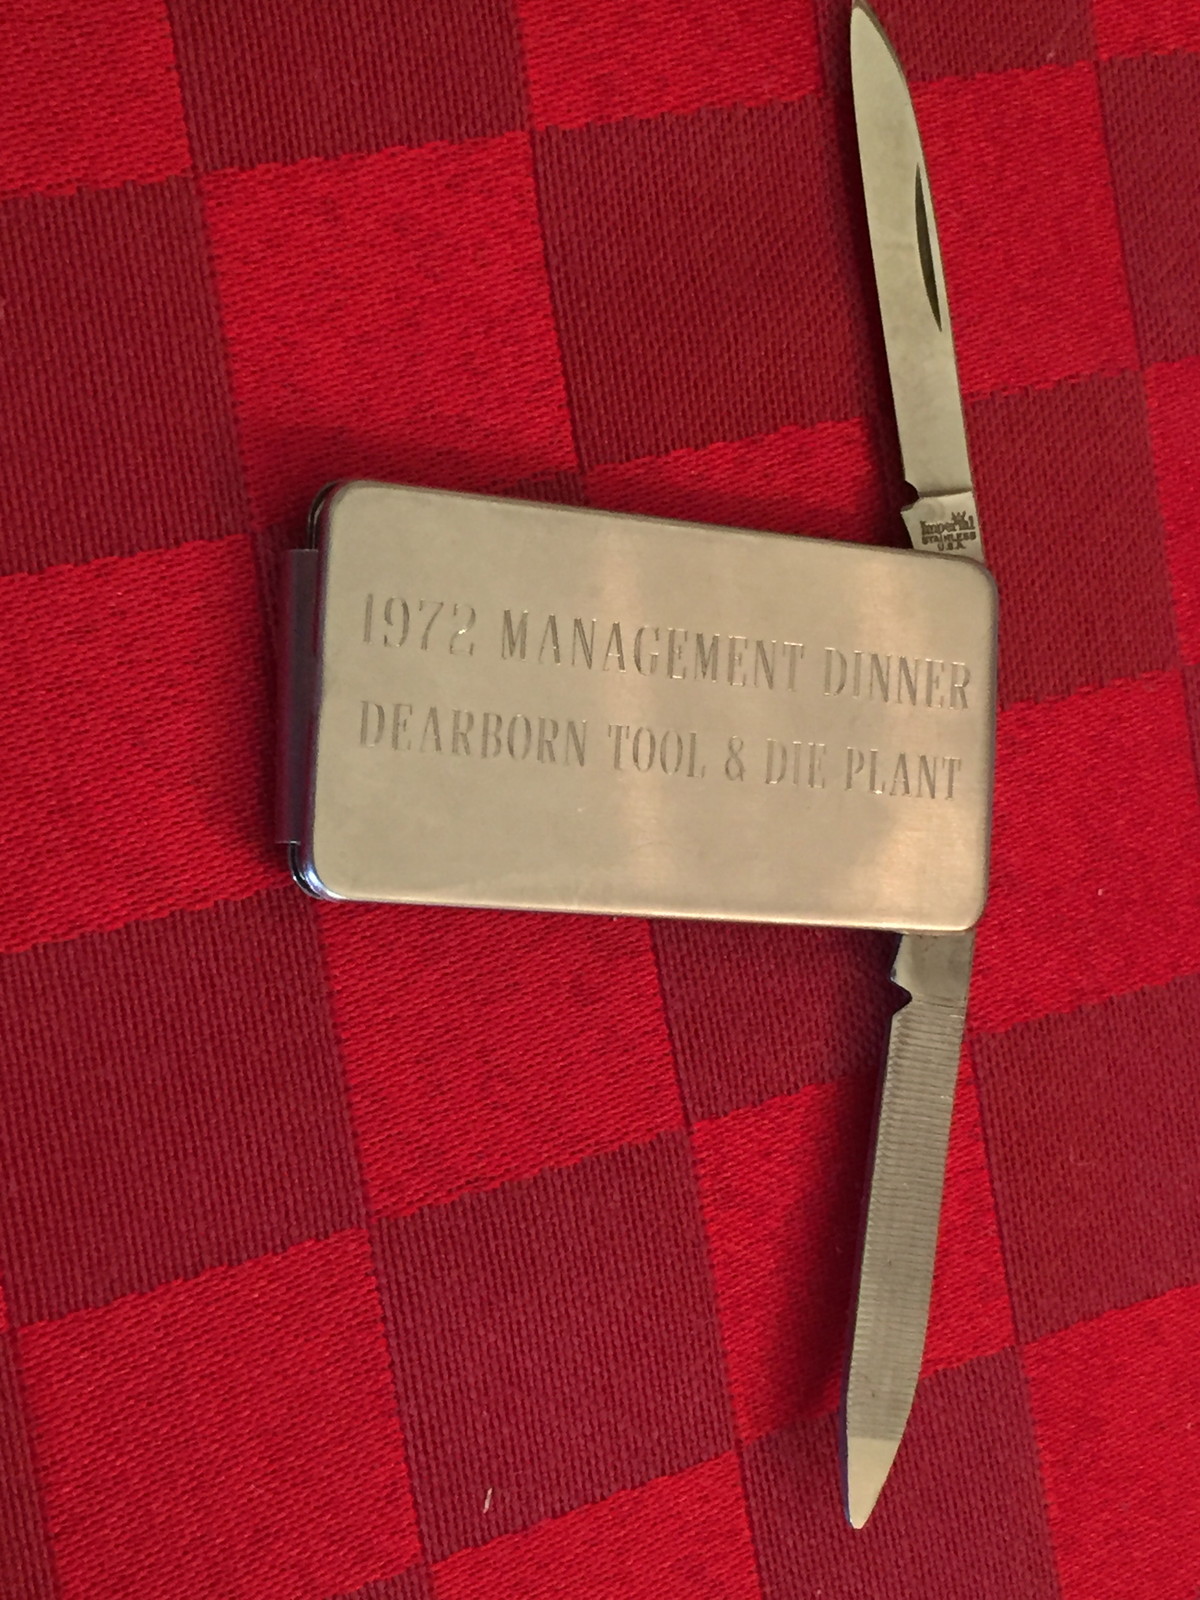 Imperial
STAINLESS
U.S.A.
1972 MANAGEMENT DINNER
DEARBORN TOOL & DIE PLANT